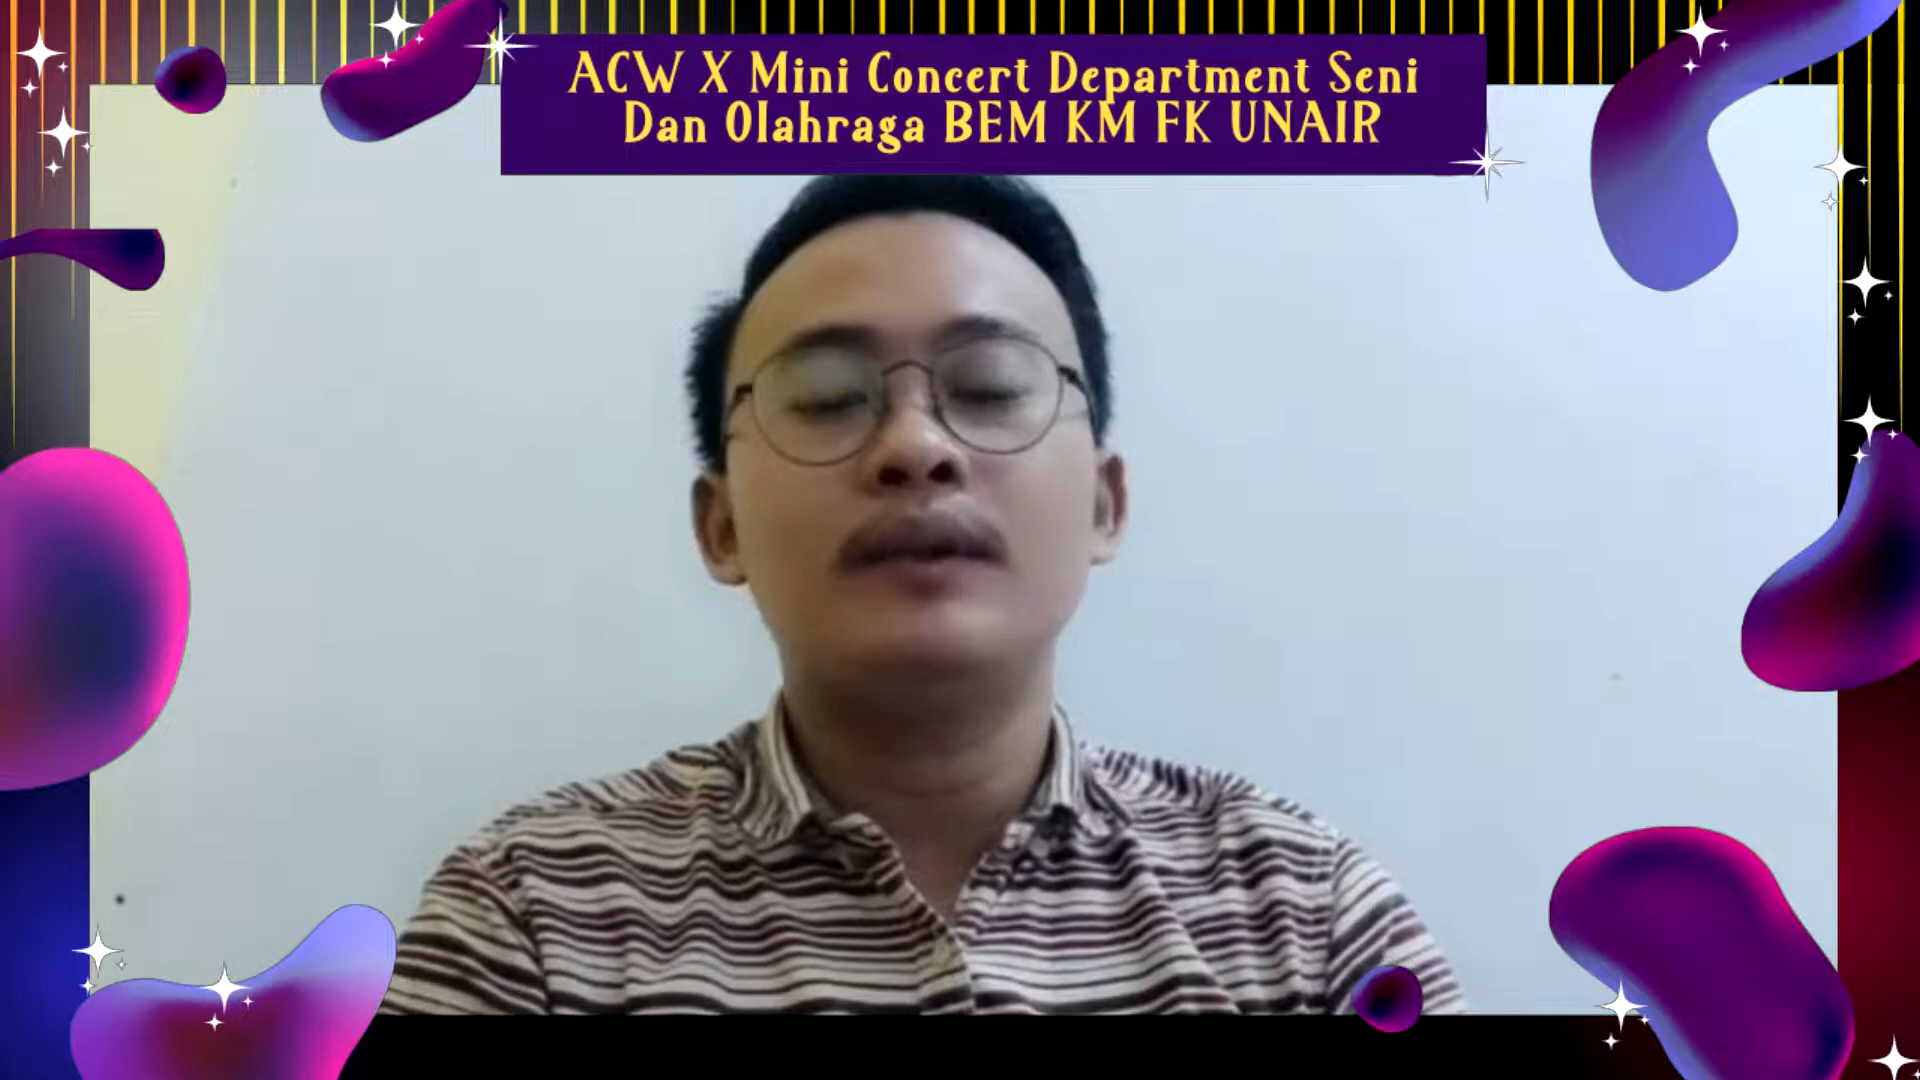 ACW X Mini Concert Department Seni
Dan Olahraga BEM KM FK UNAIR